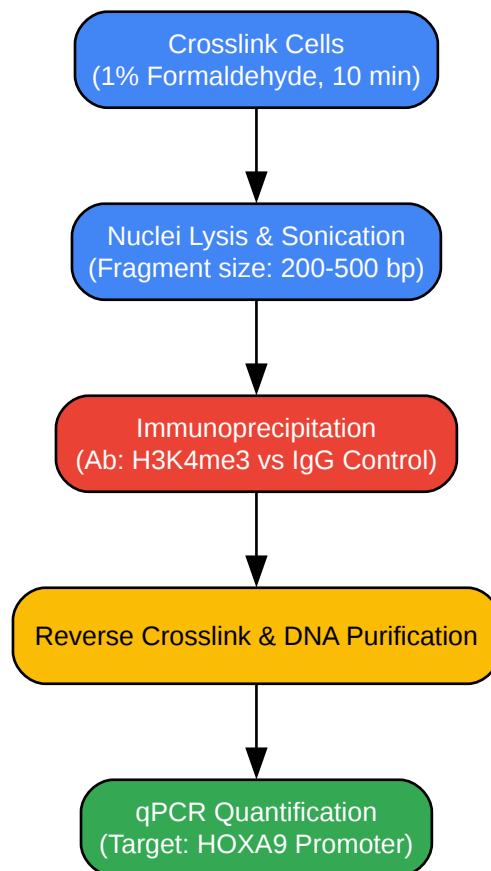 Crosslink Cells
(1% Formaldehyde, 10 min)
Nuclei Lysis & Sonication
(Fragment size: 200-500 bp)
Immunoprecipitation
(Ab: H3K4me3 vs IgG Control)
Reverse Crosslink & DNA Purification
qPCR Quantification
(Target: HOXA9 Promoter)